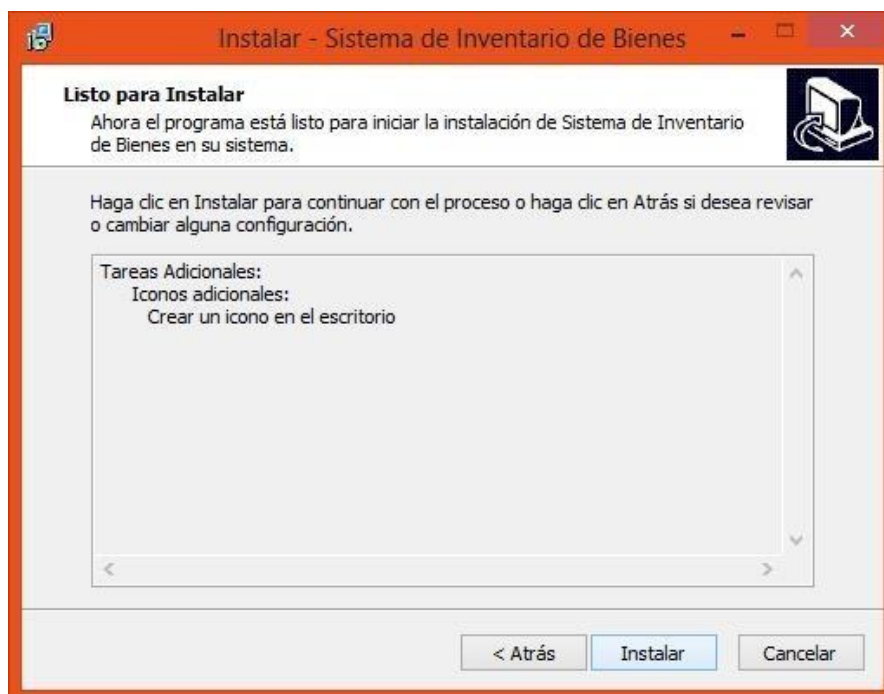 Instalar - Sistema de Inventario de Bienes
Listo para Instalar
Ahora el programa está listo para iniciar la instalación de Sistema de Inventario
de Bienes en su sistema.
Haga clic en Instalar para continuar con el proceso o haga clic en Atrás si desea revisar
o cambiar alguna configuración.
Tareas Adicionales:
Iconos adicionales:
Crear un icono en el escritorio
< Atrás
Instalar
Cancelar